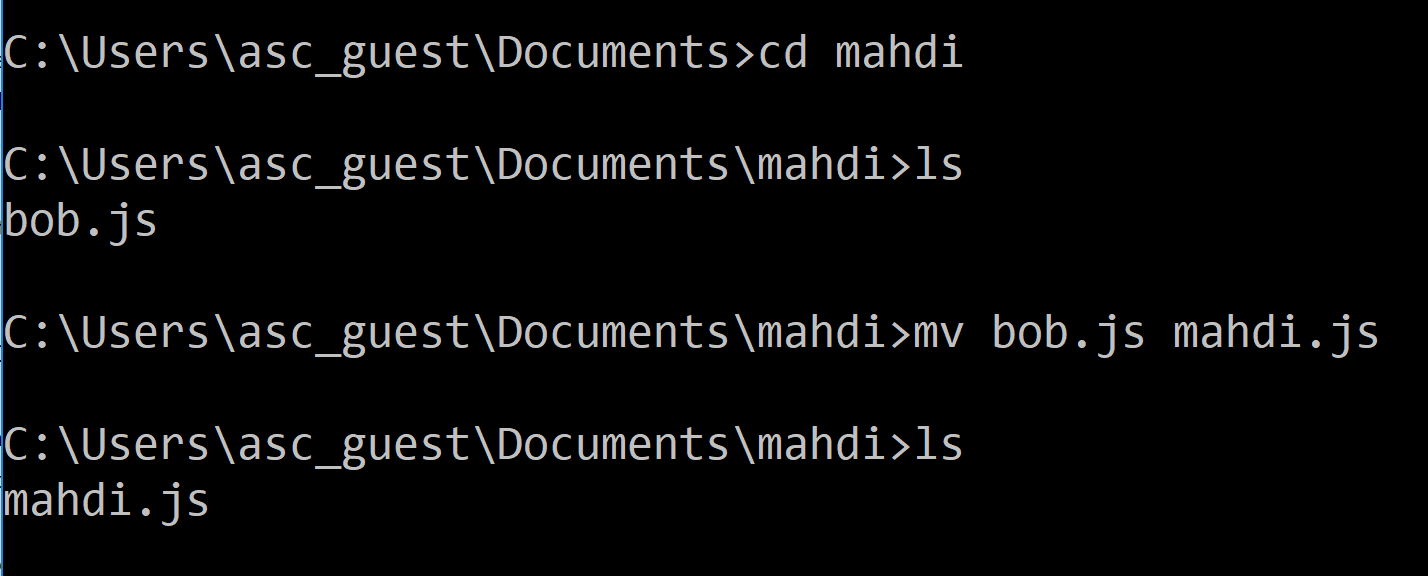 C:\Users\asc_guest\Documents>cd mahdi
C:\Users\asc_guest\Documents\mahdi>ls
bob.js
C:\Users\asc_guest\Documents\mahdi>mv bob.js mahdi.js
C:\Users\asc_guest\Documents\mahdi>ls
mahdi.js